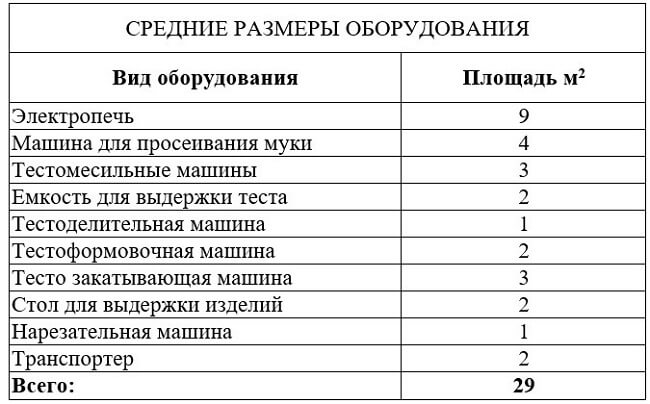 СРЕДНИЕ РАЗМЕРЫ ОБОРУДОВАНИЯ
Вид оборудования Площадь м²
Электропечь 9
Машина для просеивания муки 4
Тестомесильные машины 3
Емкость для выдержки теста 2
Тестоделительная машина 1
Тестоформовочная машина 2
Тесто закатывающая машина 3
Стол для выдержки изделий 2
Нарезательная машина 1
Транспортер 2
Всего: 29